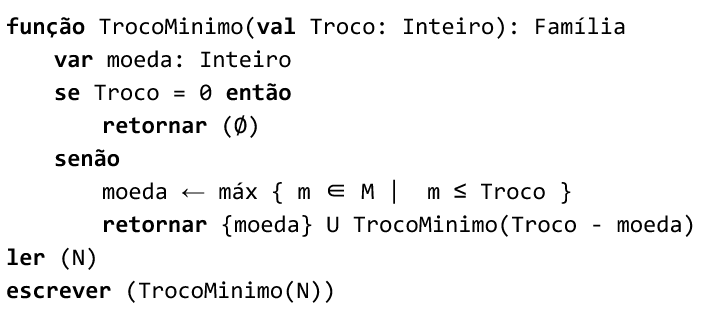 função TrocoMinimo(val Troco: Inteiro): Família
    var moeda: Inteiro
    se Troco = 0 então
        retornar (∅)
    senão
        moeda ← máx { m ∈ M | m ≤ Troco }
        retornar {moeda} U TrocoMinimo(Troco - moeda)
ler (N)
escrever (TrocoMinimo(N))